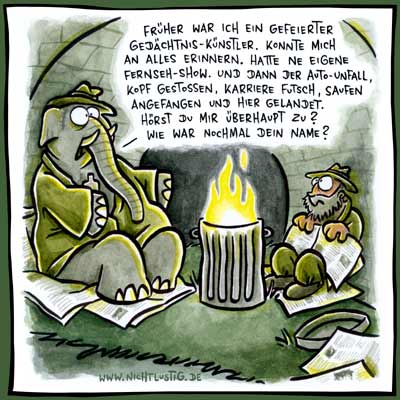 FRÜHER WAR ICH EIN GEFEIERTER
GEDÄCHTNIS-KÜNSTLER. KONNTE MICH
AN ALLES ERINNERN. HATTE NE EIGENE
FERNSEH-SHOW. UND DANN DER AUTO-UNFALL,
KOPF GESTOSSEN, KARRIERE FUTSCH, SAUFEN
ANGEFANGEN UND HIER GELANDET.
HÖRST DU MIR ÜBERHAUPT ZU?
WIE WAR NOCHMAL DEIN NAME?
WWW.NICHTLUSTIG.DE